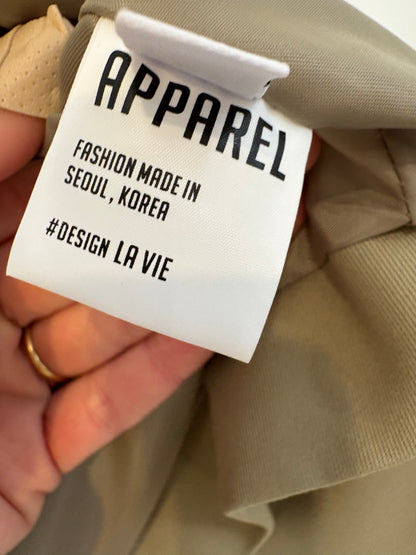 APPAREL
FASHION MADE IN
SEOUL, KOREA
#DESIGN LA VIE